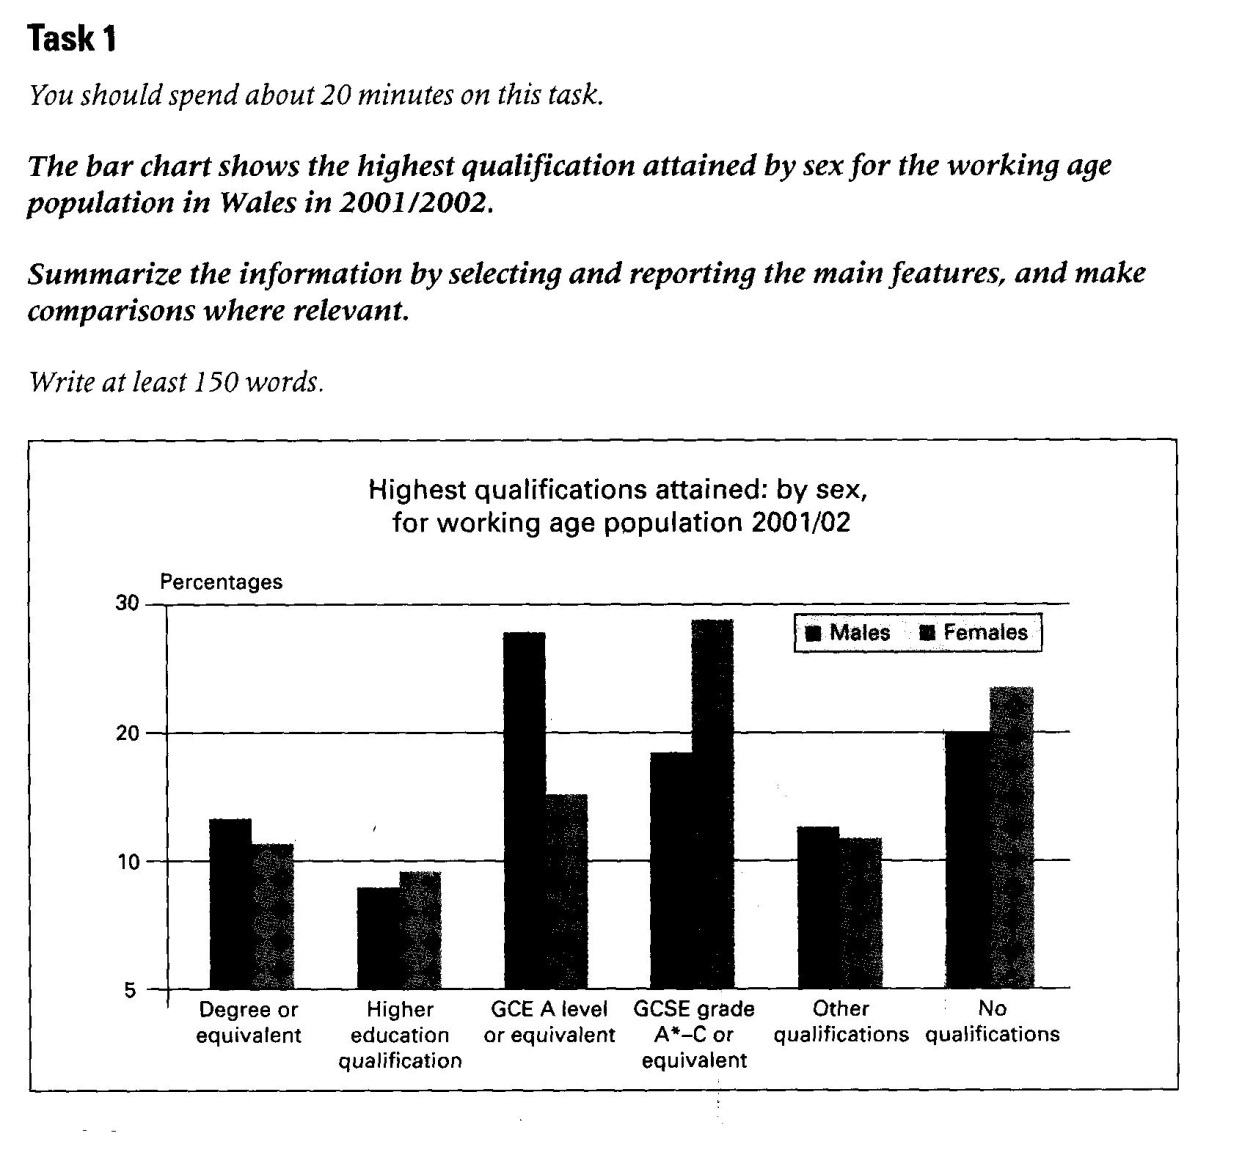 Task 1
You should spend about 20 minutes on this task.
The bar chart shows the highest qualification attained by sex for the working age
population in Wales in 2001/2002.
Summarize the information by selecting and reporting the main features, and make
comparisons where relevant.
Write at least 150 words.
Highest qualifications attained: by sex,
for working age population 2001/02
Percentages
30
Males Females
20
10
5
Degree or
equivalent
Higher
education
qualification
GCE A level
or equivalent
GCSE grade
A*–C or
equivalent
Other
qualifications
No
qualifications